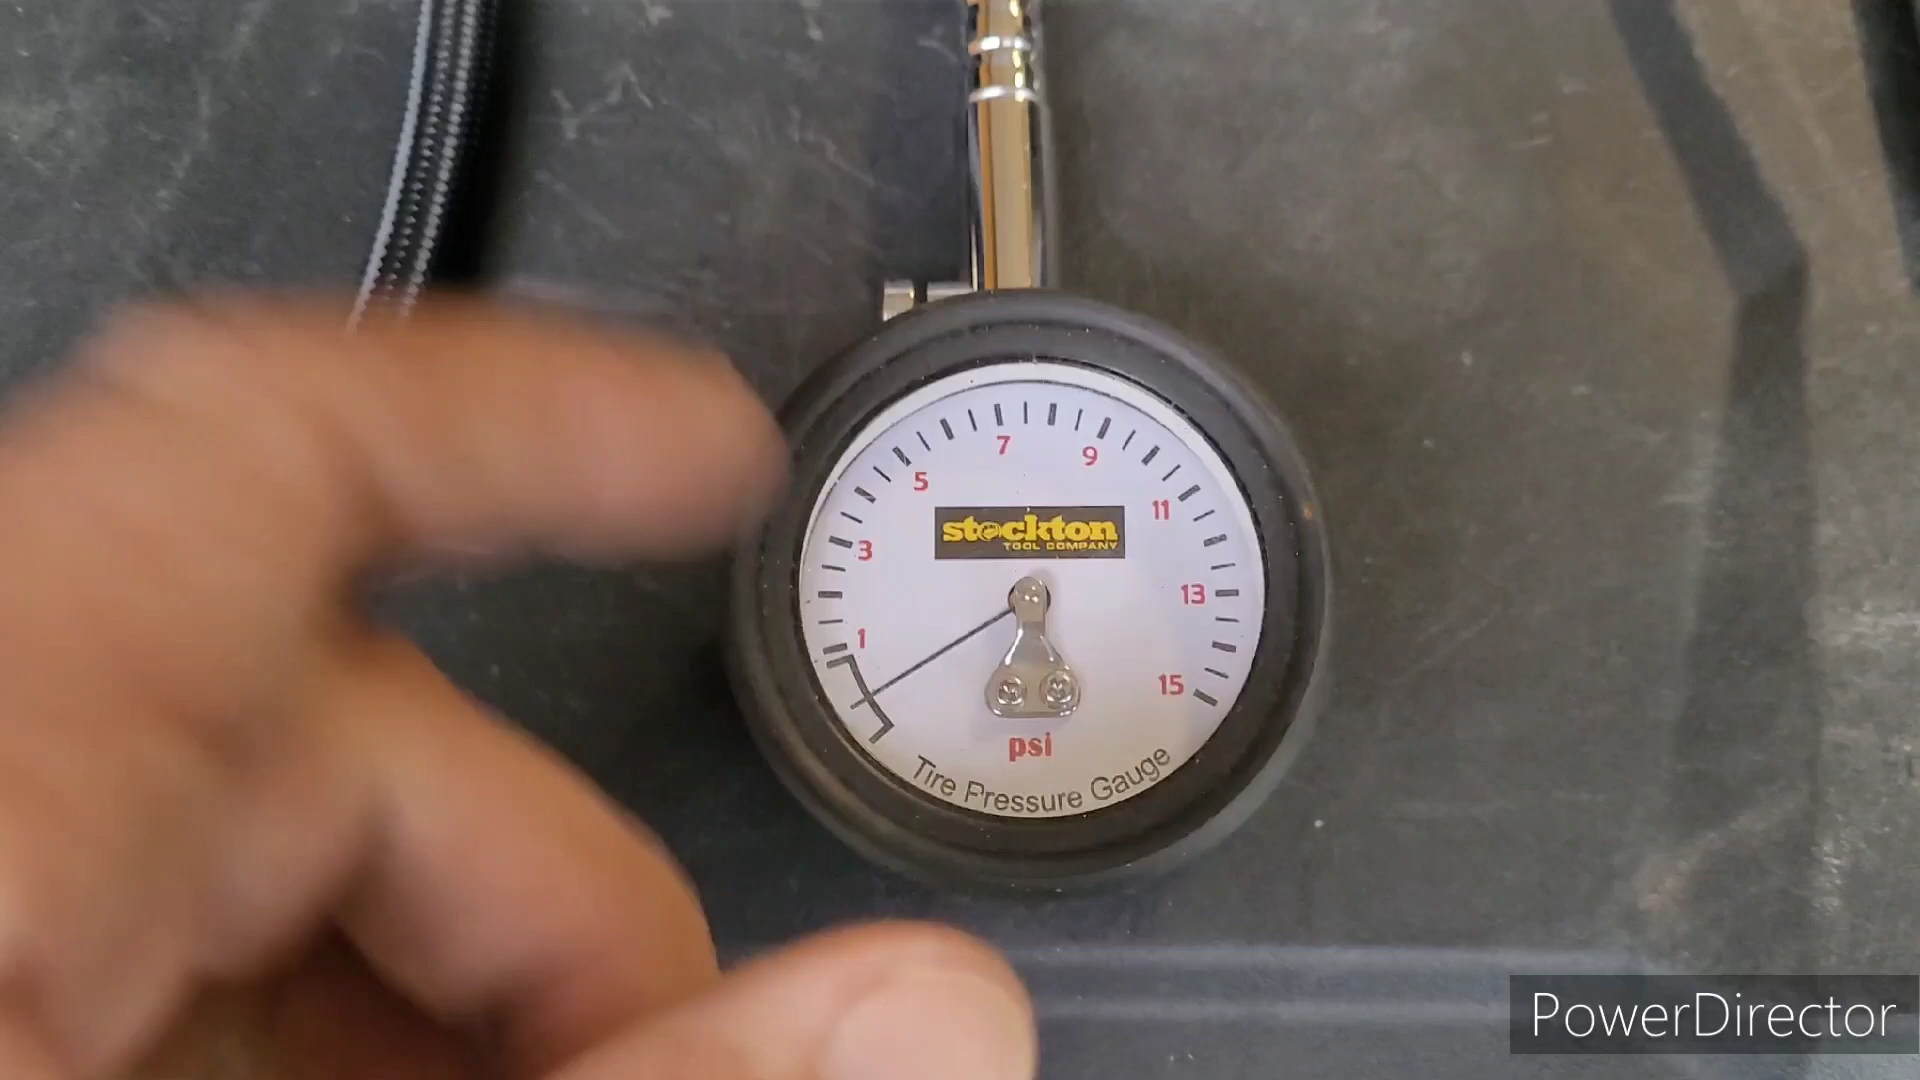 7
9
5
11
stockton
TOOL COMPANY
3
13
1
15
psi
Tire Pressure Gauge
PowerDirector